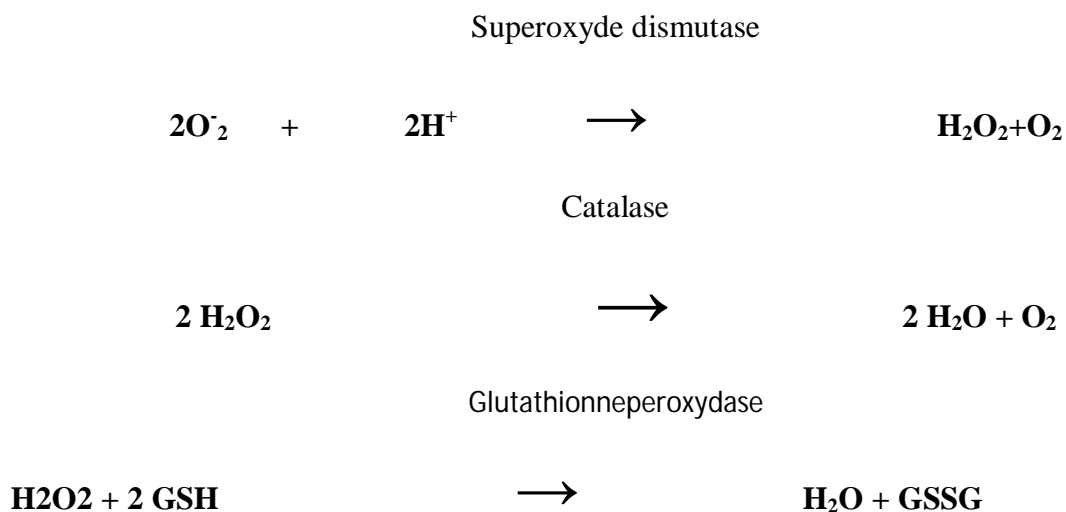 Superoxyde dismutase
2O⁻₂ + 2H⁺ → H₂O₂+O₂
Catalase
2 H₂O₂ → 2 H₂O + O₂
Glutathionneperoxydase
H2O2 + 2 GSH → H₂O + GSSG